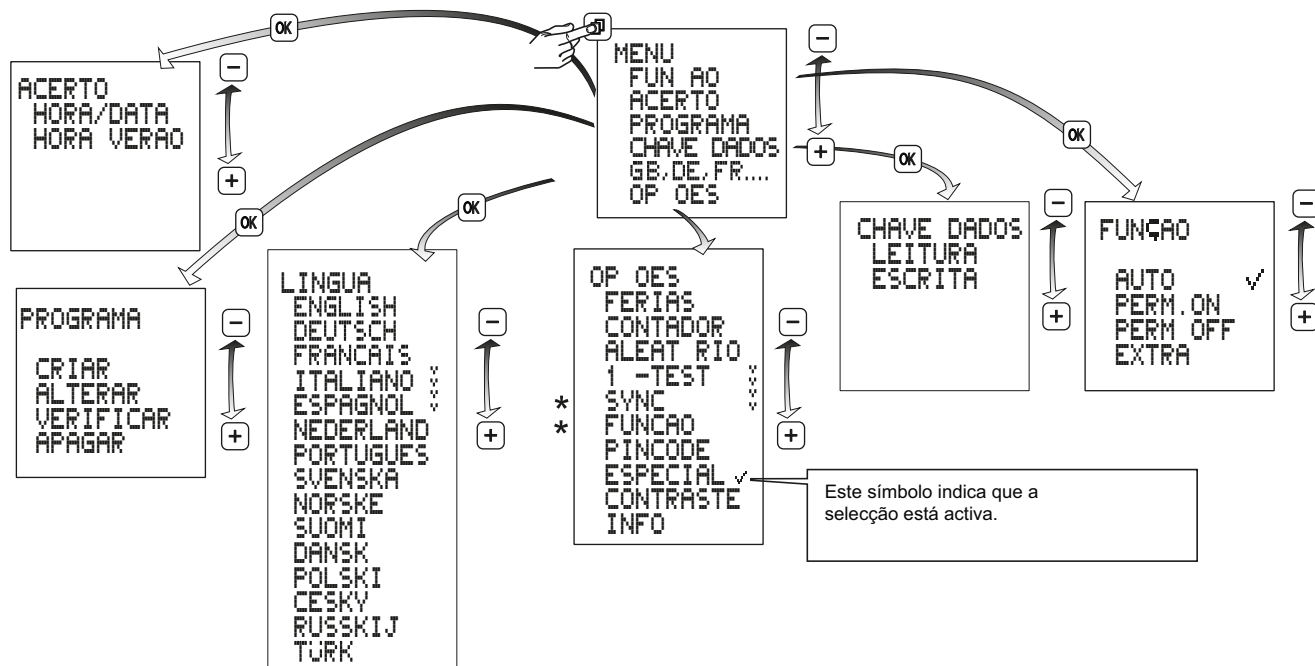 OK
MENU
FUN AO
ACERTO
PROGRAMA
CHAVE DADOS
GB,DE,FR....
OP OES
-
+
ACERTO
HORA/DATA
HORA VERAO
-
+
OK
OK
OK
OK
PROGRAMA
CRIAR
ALTERAR
VERIFICAR
APAGAR
-
+
LINGUA
ENGLISH
DEUTSCH
FRANCAIS
ITALIANO
ESPAGNOL
NEDERLAND
PORTUGUES
SVENSKA
NORSKE
SUOMI
DANSK
POLSKI
CESKY
RUSSKIJ
TÜRK
-
+
OP OES
FERIAS
CONTADOR
ALEAT RIO
1 -TEST
* SYNC
* FUNCAO
PINCODE
ESPECIAL ✓
CONTRASTE
INFO
-
+
CHAVE DADOS
LEITURA
ESCRITA
-
+
FUNÇAO
AUTO ✓
PERM.ON
PERM OFF
EXTRA
-
+
Este símbolo indica que a
selecção está activa.